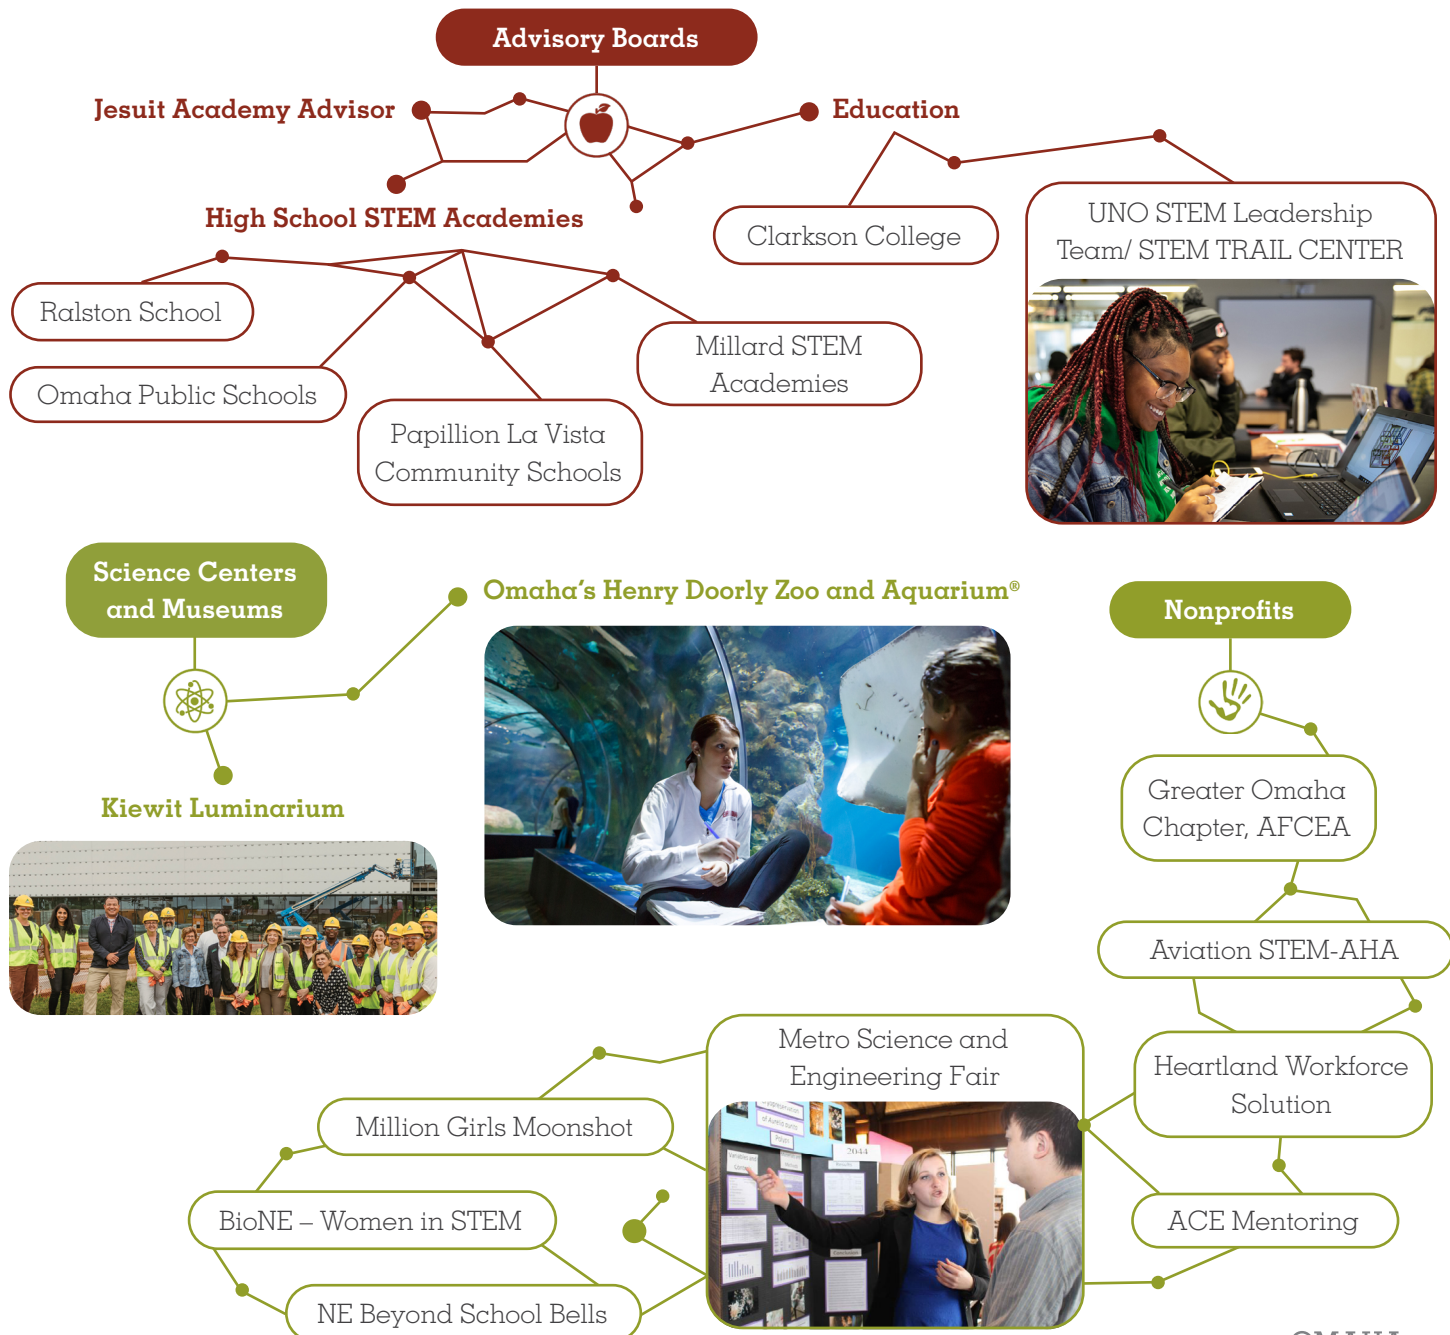 Advisory Boards
Jesuit Academy Advisor
Education
High School STEM Academies
Clarkson College
UNO STEM Leadership
Team/ STEM TRAIL CENTER
Ralston School
Omaha Public Schools
Millard STEM
Academies
Papillion La Vista
Community Schools
Science Centers
and Museums
Omaha's Henry Doorly Zoo and Aquarium®
Nonprofits
Kiewit Luminarium
Greater Omaha
Chapter, AFCEA
Aviation STEM-AHA
Metro Science and
Engineering Fair
Heartland Workforce
Solution
Million Girls Moonshot
2044
BioNE – Women in STEM
ACE Mentoring
NE Beyond School Bells